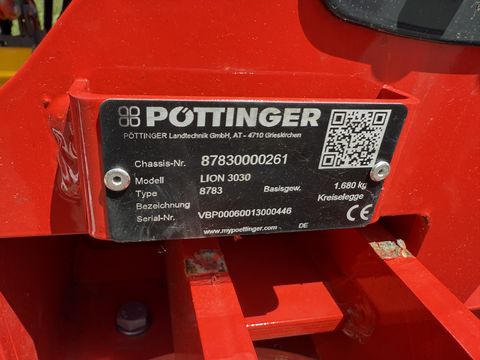 PÖTTINGER
PÖTTINGER Landtechnik GmbH, AT - 4710 Grieskirchen
Chassis-Nr. 87830000261
Modell LION 3030
Type 8783 Basisgew. 1.680 kg
Bezeichnung Kreiselegge
Serial-Nr. VBP00060013000446 CE
www.mypoettinger.com DE